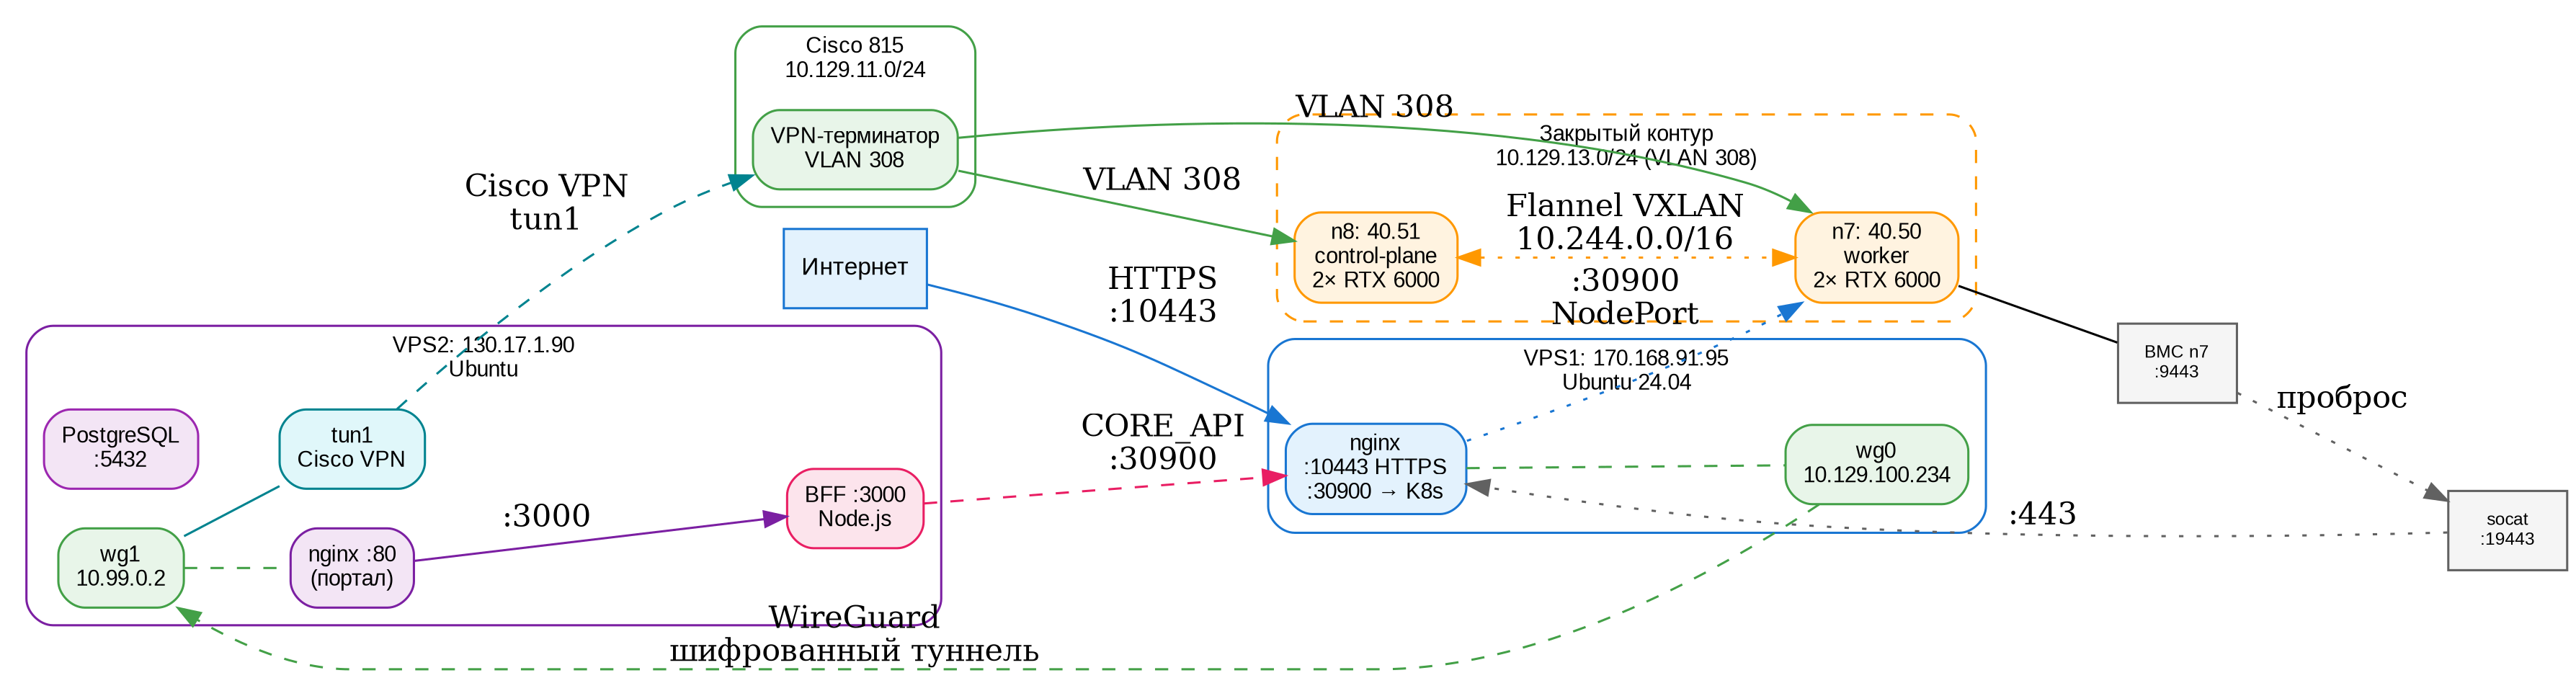 Cisco 815
10.129.11.0/24
VPN-терминатор
VLAN 308
VLAN 308
VLAN 308
Закрытый контур
10.129.13.0/24 (VLAN 308)
Cisco VPN
tun1
Интернет
HTTPS
:10443
n8: 40.51
control-plane
2× RTX 6000
Flannel VXLAN
10.244.0.0/16
n7: 40.50
worker
2× RTX 6000
:30900
NodePort
VPS2: 130.17.1.90
Ubuntu
VPS1: 170.168.91.95
Ubuntu 24.04
BMC n7
:9443
проброс
PostgreSQL
:5432
tun1
Cisco VPN
CORE_API
:30900
nginx
:10443 HTTPS
:30900 → K8s
wg0
10.129.100.234
BFF :3000
Node.js
:3000
:443
socat
:19443
wg1
10.99.0.2
nginx :80
(портал)
WireGuard
шифрованный туннель